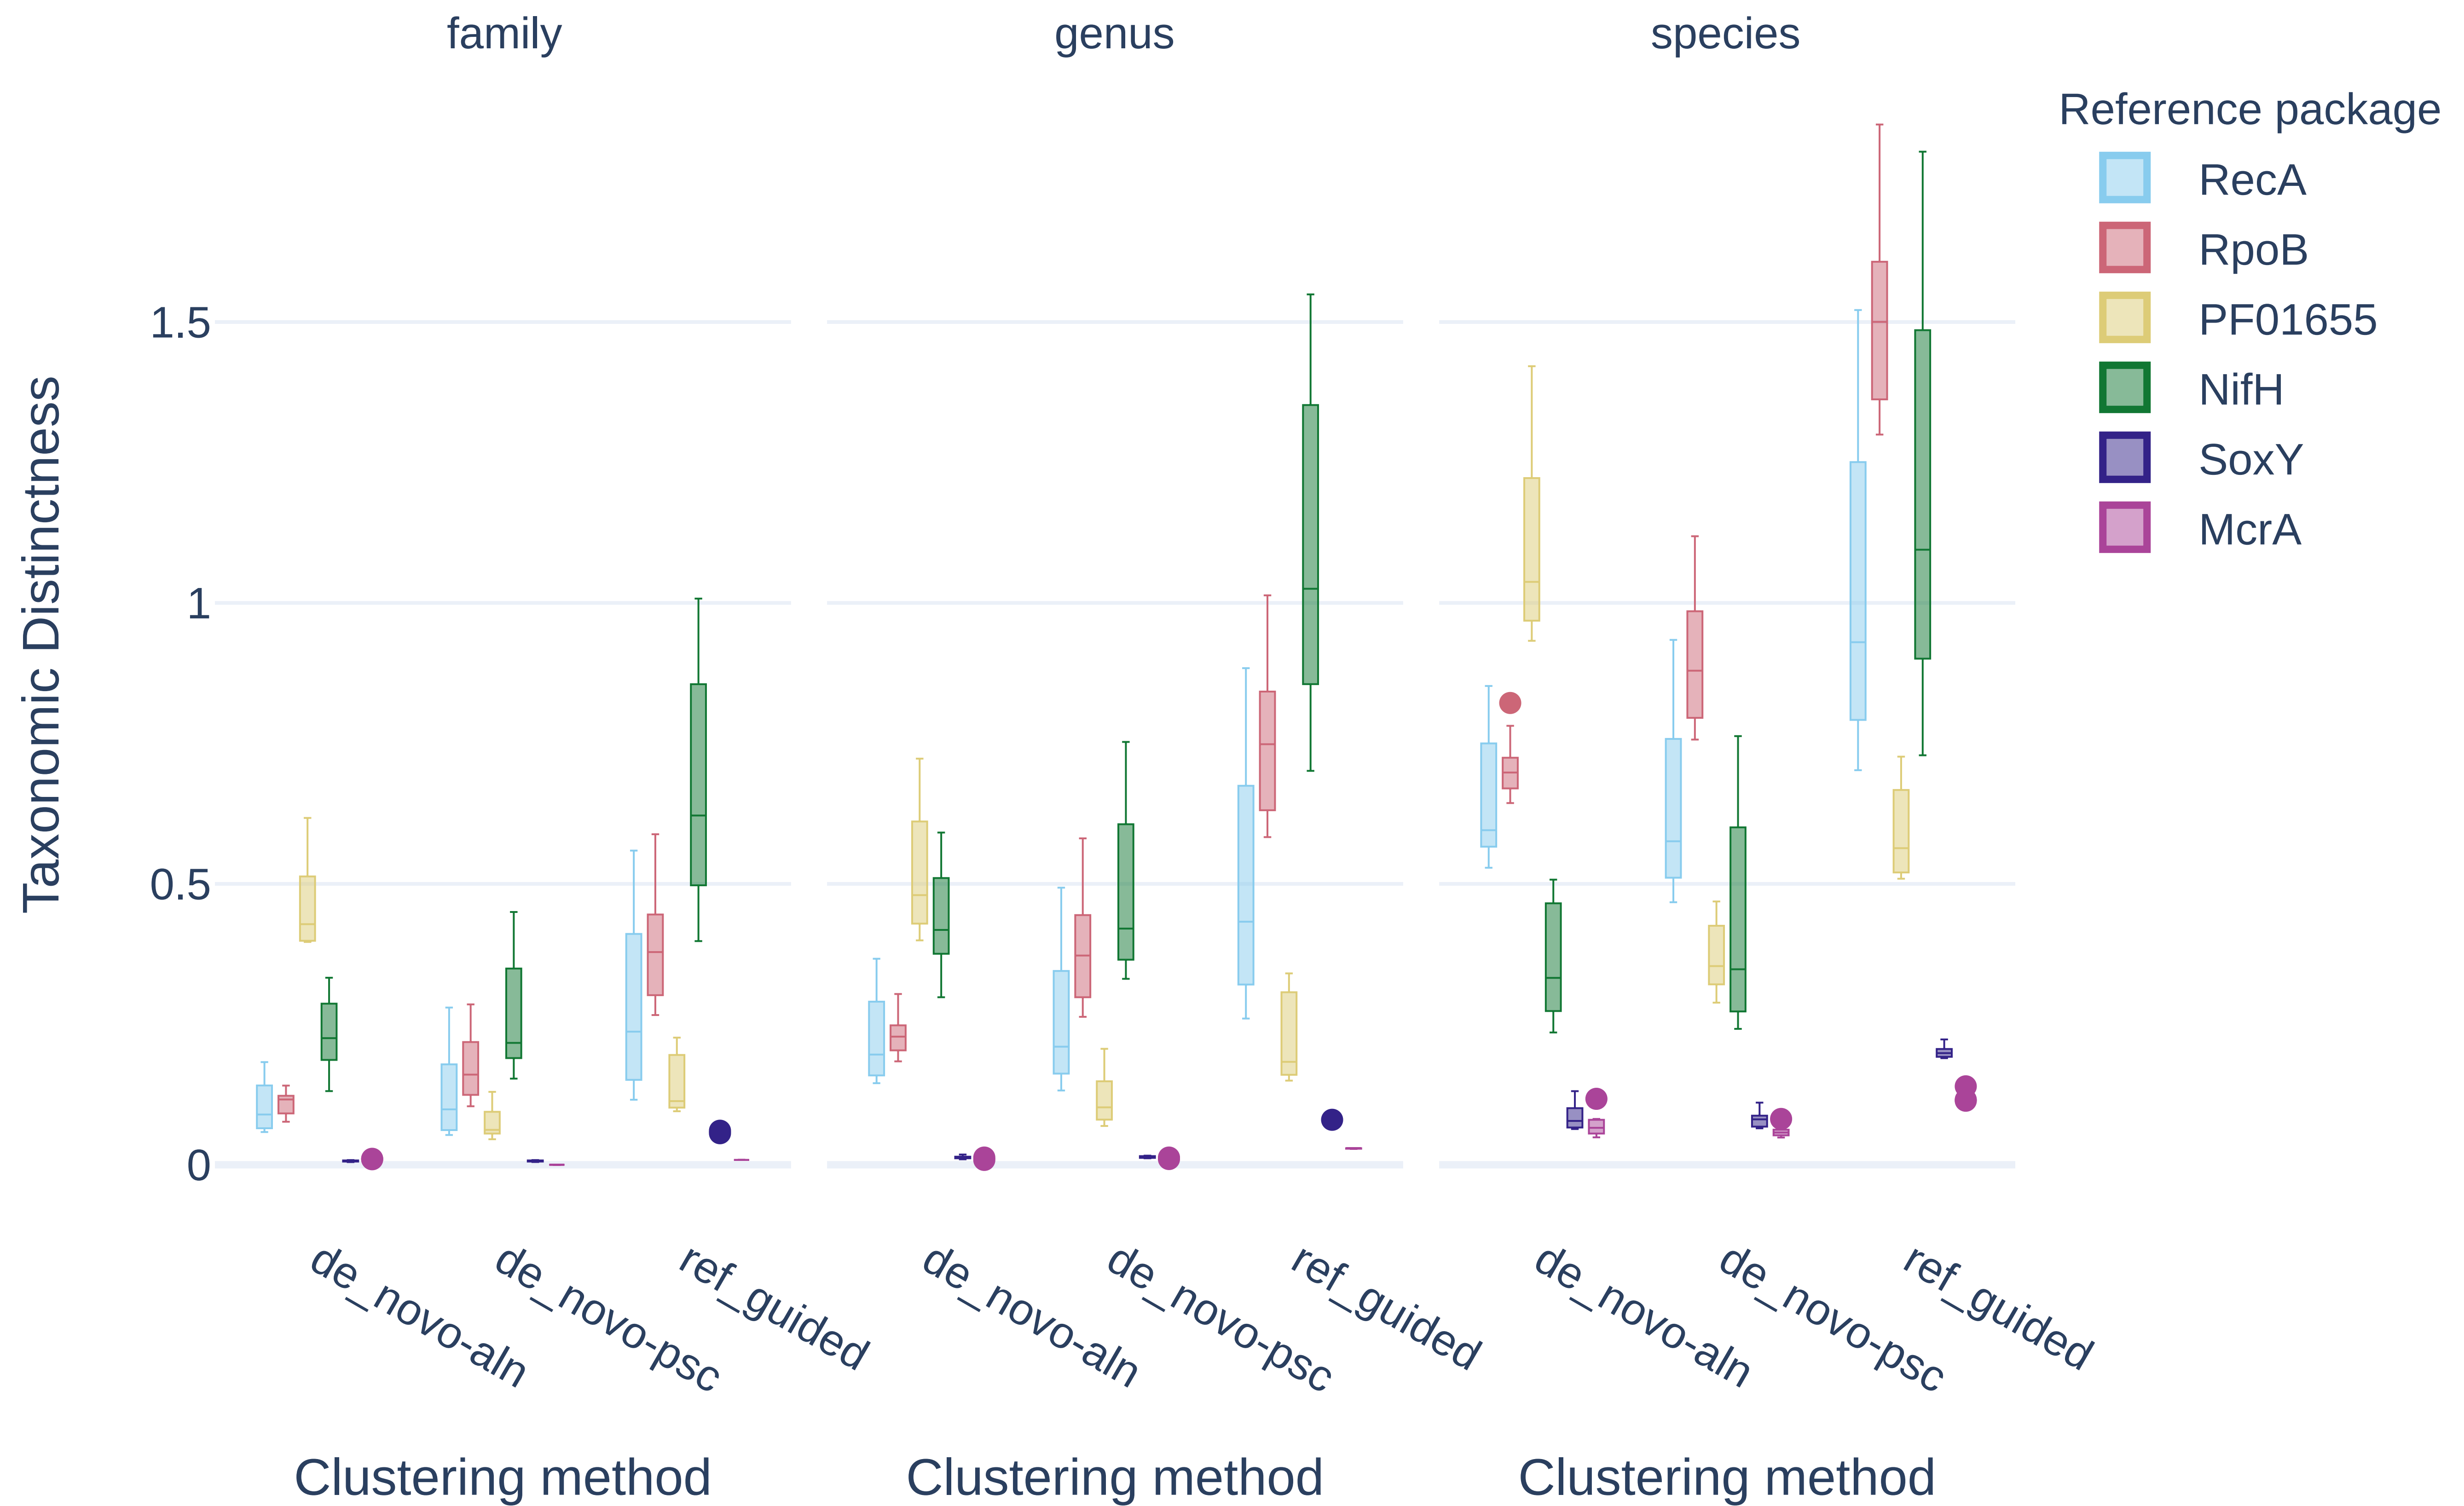 family
genus
species
Reference package
RecA
RpoB
PF01655
NifH
SoxY
McrA
Taxonomic Distinctness
1.5
1
0.5
0
de_novo-aln
de_novo-psc
ref_guided
de_novo-aln
de_novo-psc
ref_guided
de_novo-aln
de_novo-psc
ref_guided
Clustering method
Clustering method
Clustering method